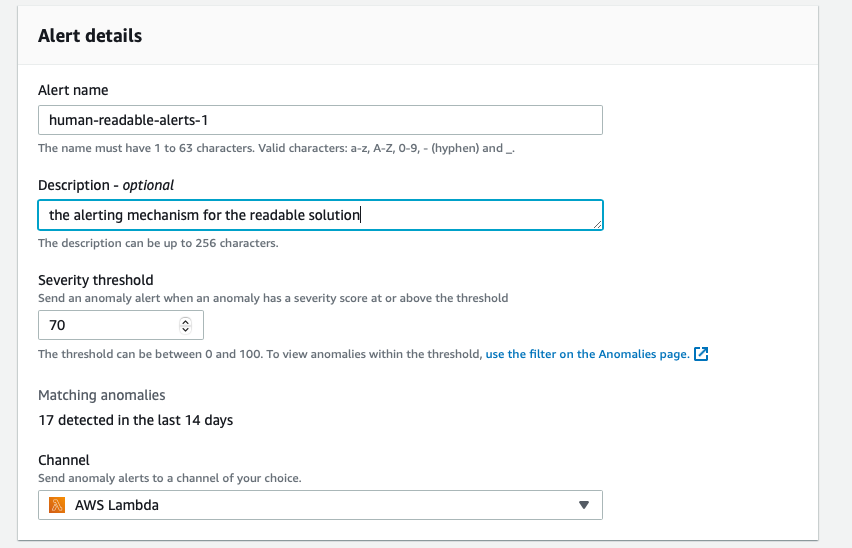 Alert details
Alert name
human-readable-alerts-1
The name must have 1 to 63 characters. Valid characters: a-z, A-Z, 0-9, - (hyphen) and _.
Description - optional
the alerting mechanism for the readable solution
The description can be up to 256 characters.
Severity threshold
Send an anomaly alert when an anomaly has a severity score at or above the threshold
70
The threshold can be between 0 and 100. To view anomalies within the threshold, use the filter on the Anomalies page.
Matching anomalies
17 detected in the last 14 days
Channel
Send anomaly alerts to a channel of your choice.
AWS Lambda